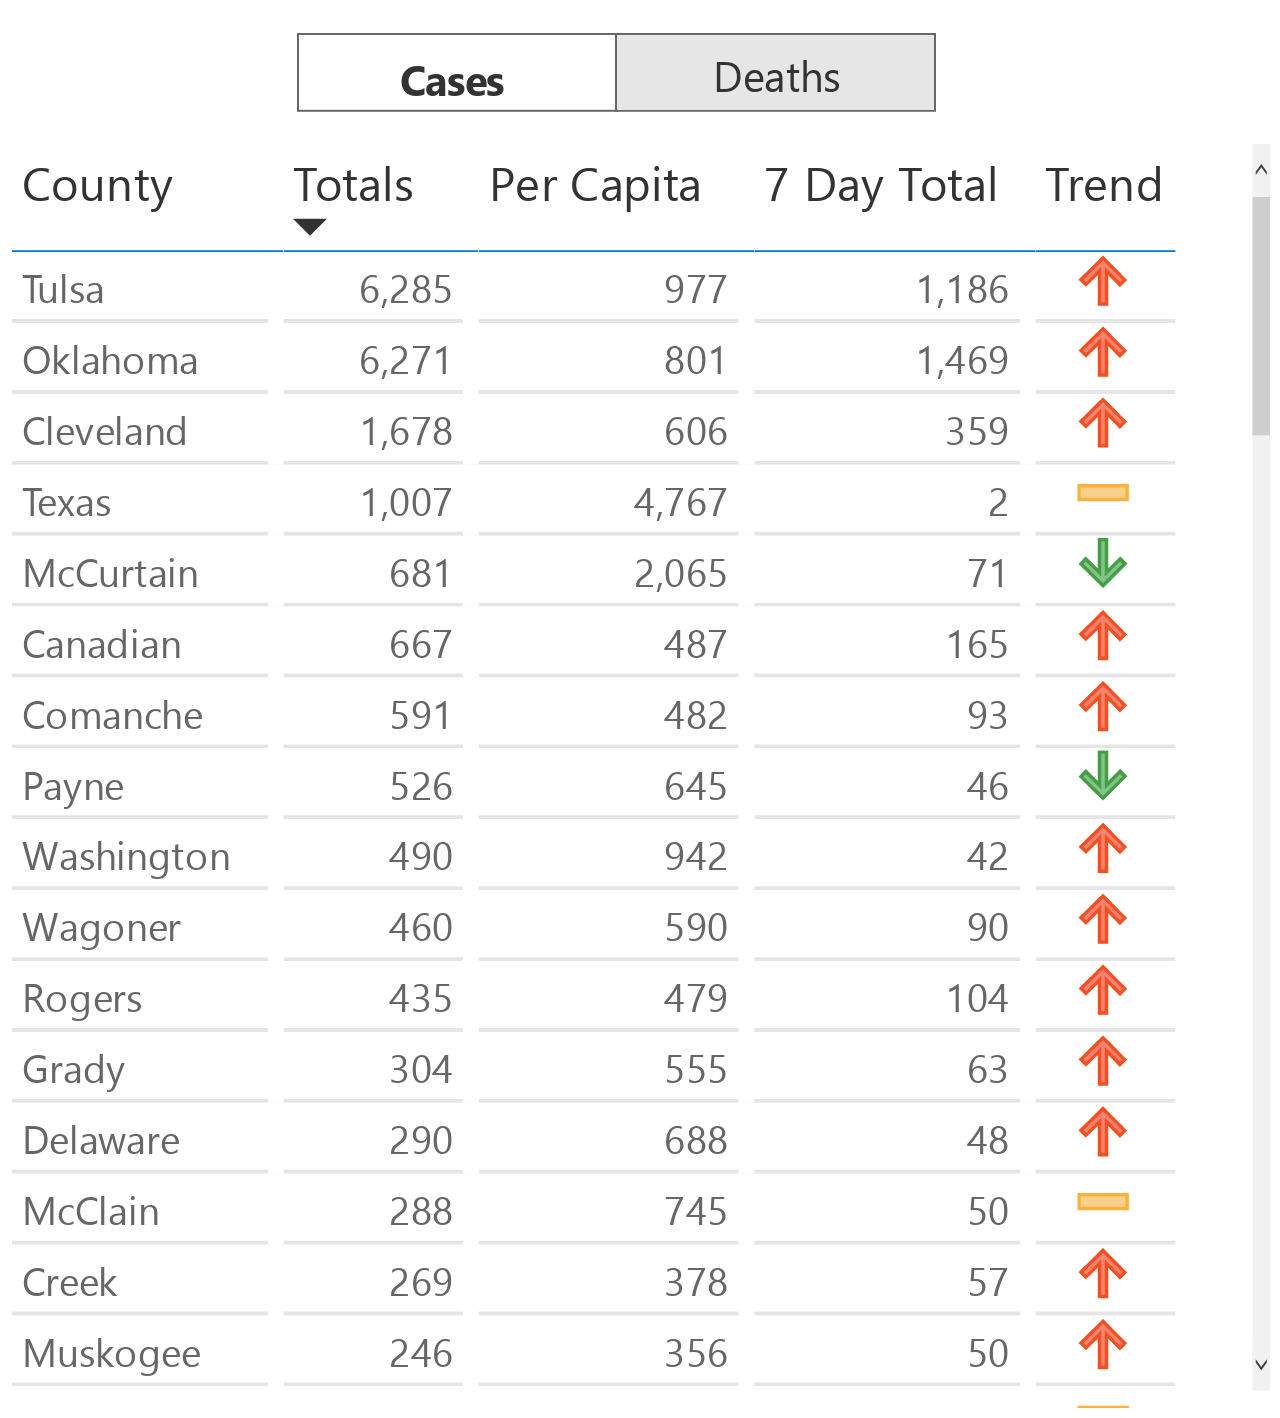 Cases Deaths
County Totals Per Capita 7 Day Total Trend
Tulsa 6,285 977 1,186
Oklahoma 6,271 801 1,469
Cleveland 1,678 606 359
Texas 1,007 4,767 2
McCurtain 681 2,065 71
Canadian 667 487 165
Comanche 591 482 93
Payne 526 645 46
Washington 490 942 42
Wagoner 460 590 90
Rogers 435 479 104
Grady 304 555 63
Delaware 290 688 48
McClain 288 745 50
Creek 269 378 57
Muskogee 246 356 50